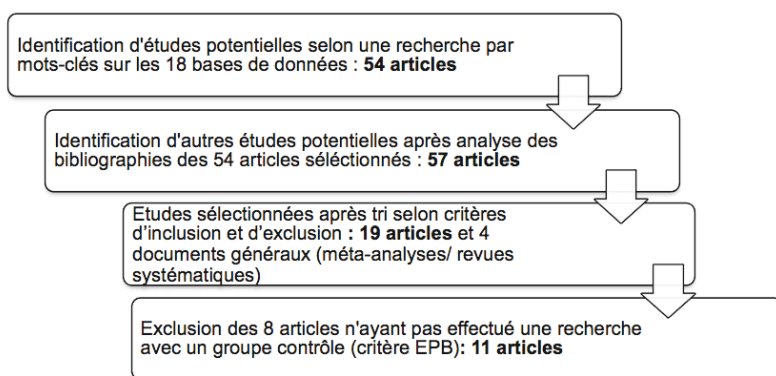 Identification d'études potentielles selon une recherche par
mots-clés sur les 18 bases de données : 54 articles
Identification d'autres études potentielles après analyse des
bibliographies des 54 articles séléctionnés : 57 articles
Etudes sélectionnées après tri selon critères
d'inclusion et d'exclusion : 19 articles et 4
documents généraux (méta-analyses/ revues
systématiques)
Exclusion des 8 articles n'ayant pas effectué une recherche
avec un groupe contrôle (critère EPB): 11 articles